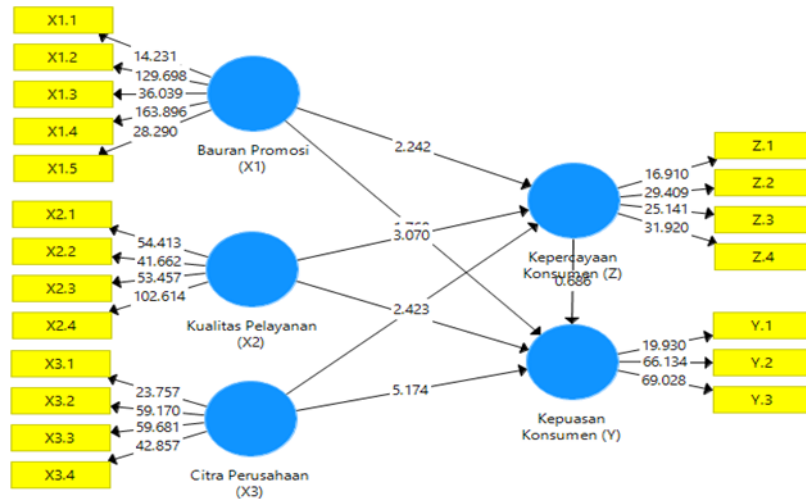 X1.1
X1.2
X1.3
X1.4
X1.5
14.231
129.698
36.039
163.896
28.290
Bauran Promosi
(X1)
X2.1
X2.2
X2.3
X2.4
54.413
41.662
53.457
102.614
Kualitas Pelayanan
(X2)
X3.1
X3.2
X3.3
X3.4
23.757
59.170
59.681
42.857
Citra Perusahaan
(X3)
2.242
3.070
2.423
5.174
Kepercayaan
Konsumen (Z)
0.686
16.910
29.409
25.141
31.920
Z.1
Z.2
Z.3
Z.4
Kepuasan
Konsumen (Y)
19.930
66.134
69.028
Y.1
Y.2
Y.3